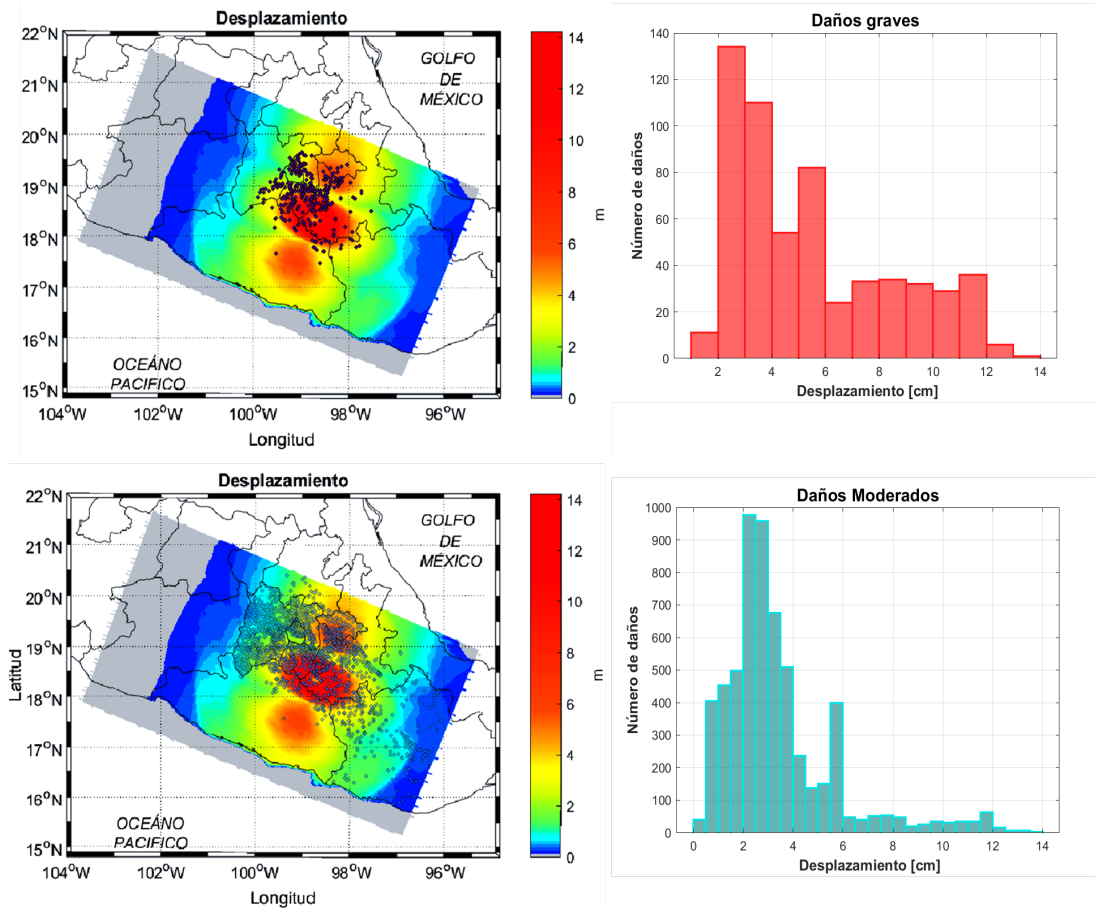 Desplazamiento
22°N
21°N
20°N
19°N
18°N
17°N
16°N
15°N
104°W
102°W
100°W
98°W
96°W
Longitud
GOLFO
DE
MÉXICO
OCEÁNO
PACIFICO
14
12
10
8
6
4
2
0
m
Daños graves
Número de daños
140
120
100
80
60
40
20
0
2
4
6
8
10
12
14
Desplazamiento [cm]
Desplazamiento
Latitud
22°N
21°N
20°N
19°N
18°N
17°N
16°N
15°N
104°W
102°W
100°W
98°W
96°W
Longitud
GOLFO
DE
MÉXICO
OCEÁNO
PACIFICO
14
12
10
8
6
4
2
0
m
Daños Moderados
Número de daños
1000
900
800
700
600
500
400
300
200
100
0
0
2
4
6
8
10
12
14
Desplazamiento [cm]